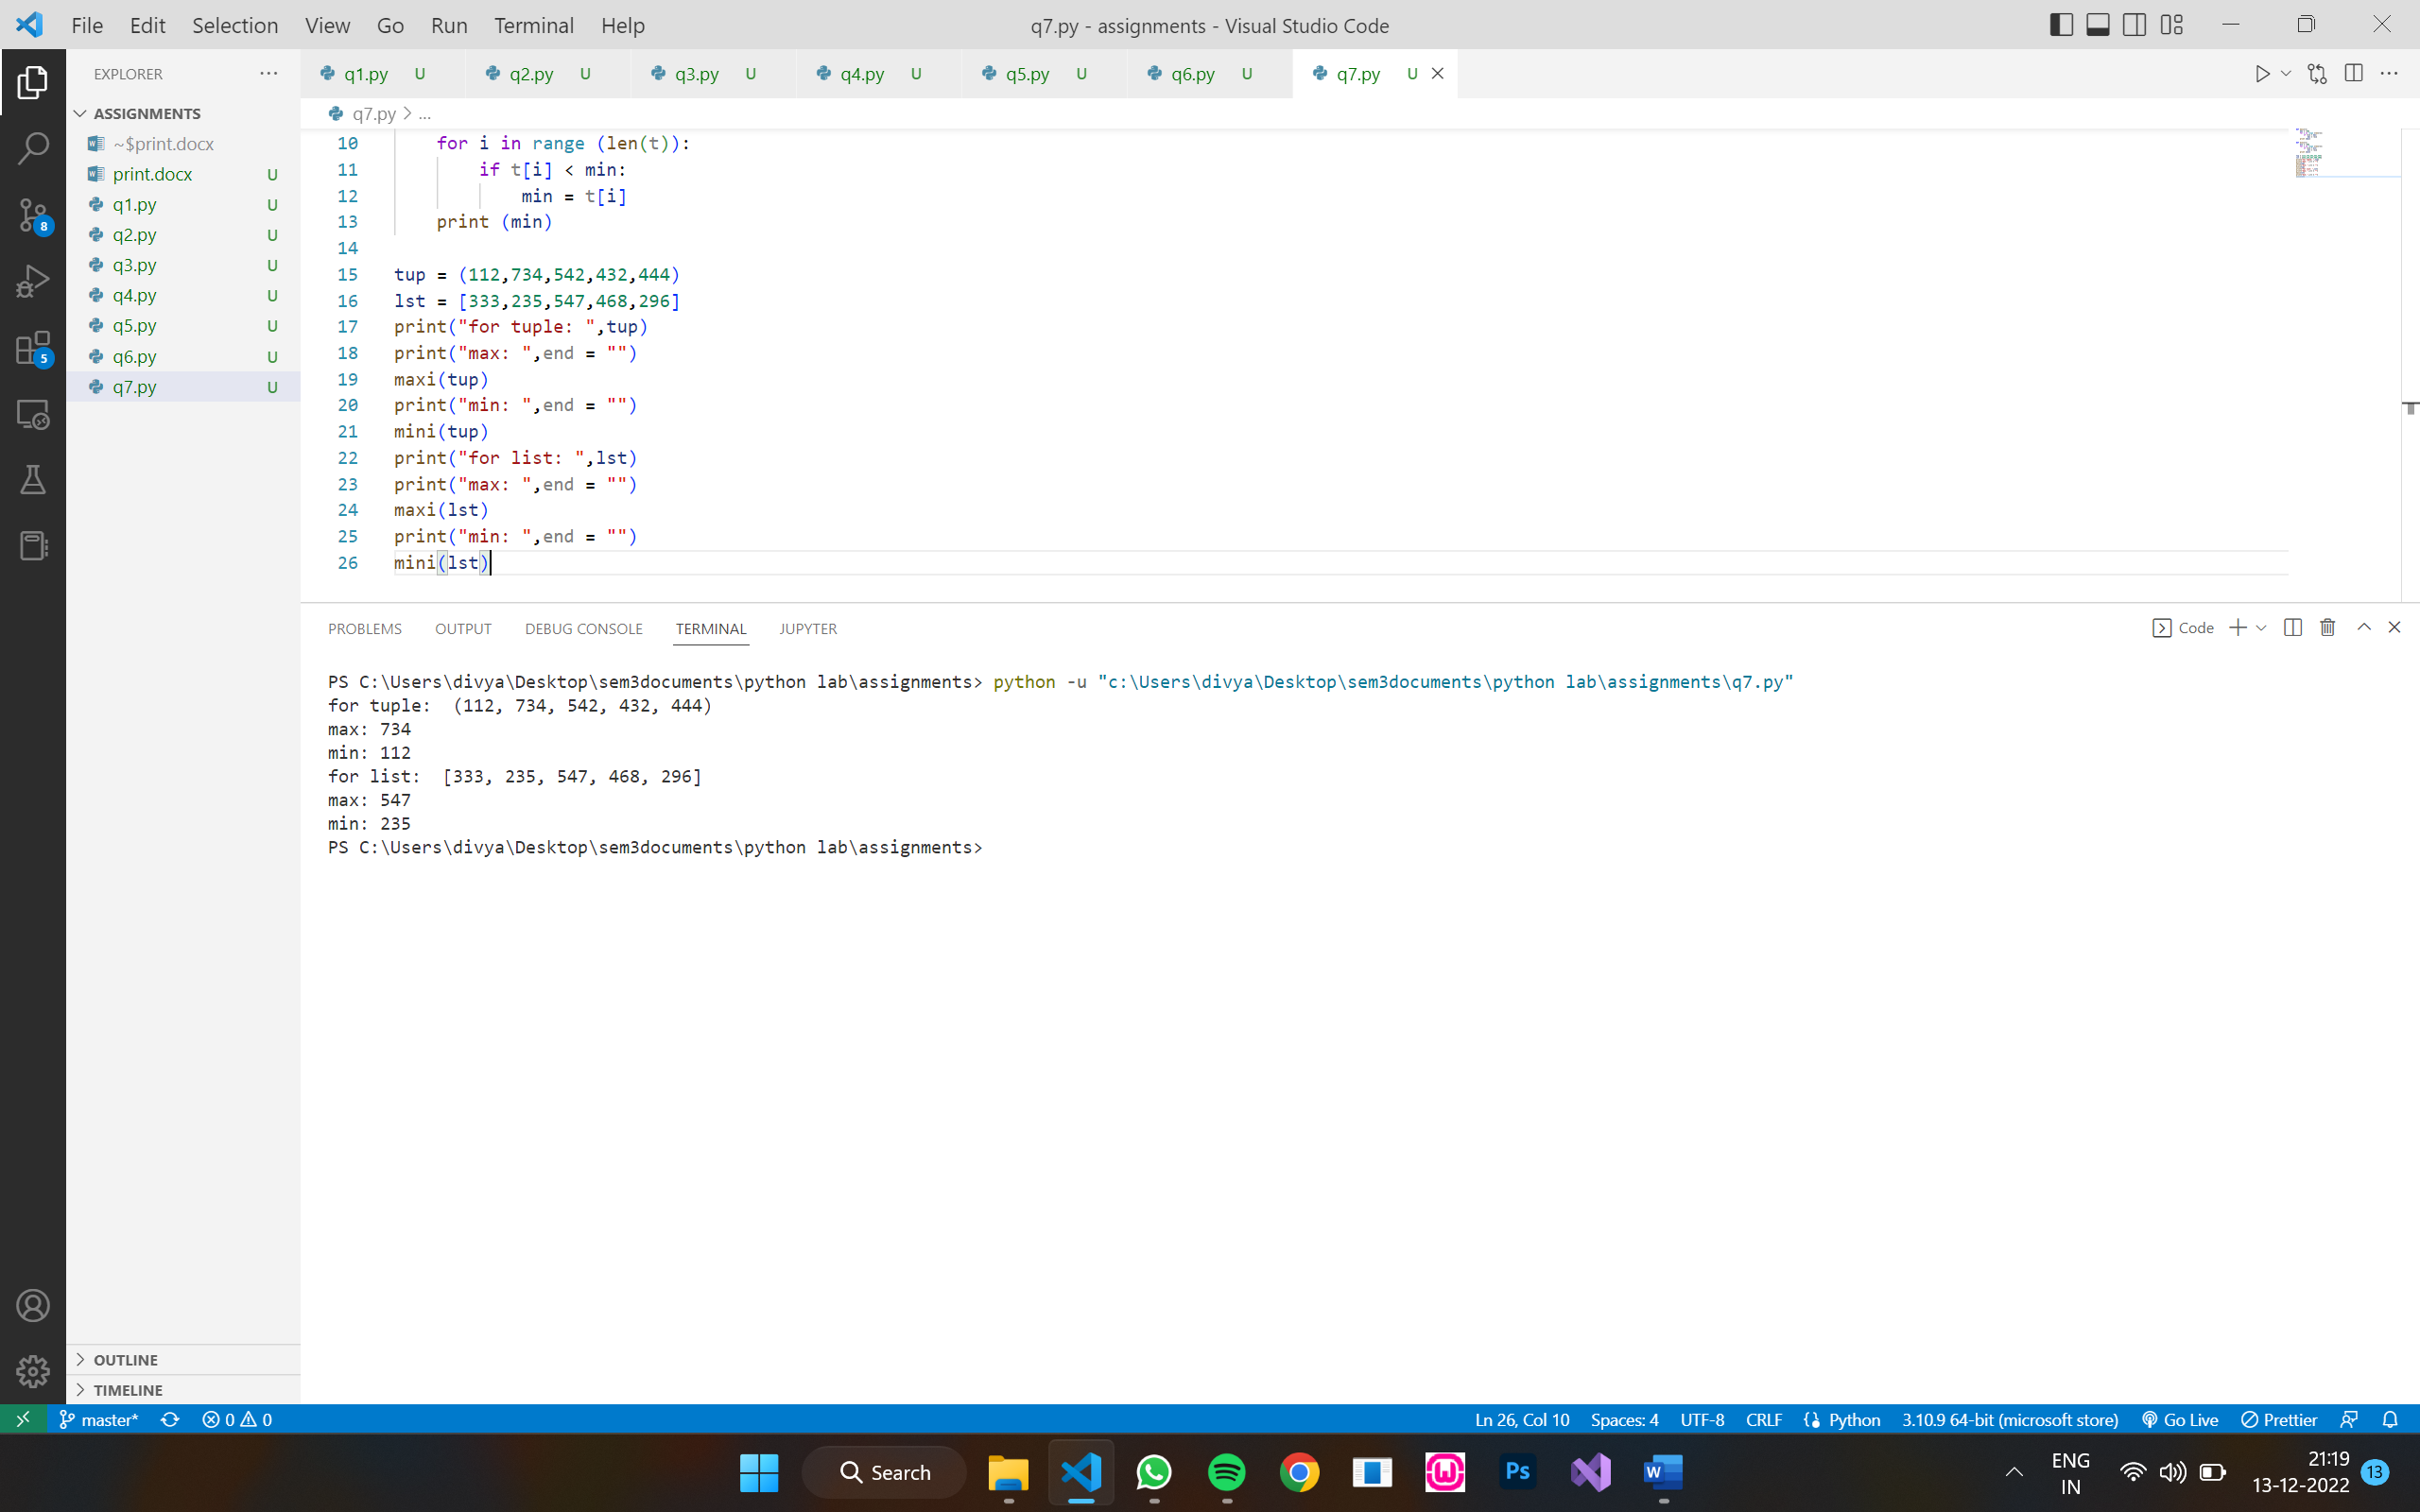 File Edit Selection View Go Run Terminal Help q7.py - assignments - Visual Studio Code
EXPLORER
ASSIGNMENTS
~$print.docx
print.docx U
q1.py U
q2.py U
q3.py U
q4.py U
q5.py U
q6.py U
q7.py U
8
5
OUTLINE
TIMELINE
q1.py U q2.py U q3.py U q4.py U q5.py U q6.py U q7.py U
q7.py > ...
10 for i in range (len(t)):
11 if t[i] < min:
12 min = t[i]
13 print (min)
14
15 tup = (112,734,542,432,444)
16 lst = [333,235,547,468,296]
17 print("for tuple: ",tup)
18 print("max: ",end = "")
19 maxi(tup)
20 print("min: ",end = "")
21 mini(tup)
22 print("for list: ",lst)
23 print("max: ",end = "")
24 maxi(lst)
25 print("min: ",end = "")
26 mini(lst)
PROBLEMS OUTPUT DEBUG CONSOLE TERMINAL JUPYTER Code
PS C:\Users\divya\Desktop\sem3documents\python lab\assignments> python -u "c:\Users\divya\Desktop\sem3documents\python lab\assignments\q7.py"
for tuple:  (112, 734, 542, 432, 444)
max: 734
min: 112
for list:  [333, 235, 547, 468, 296]
max: 547
min: 235
PS C:\Users\divya\Desktop\sem3documents\python lab\assignments>
master* 0 0 Ln 26, Col 10 Spaces: 4 UTF-8 CRLF Python 3.10.9 64-bit (microsoft store) Go Live Prettier
Search Ps W ENG 21:19 13
IN 13-12-2022